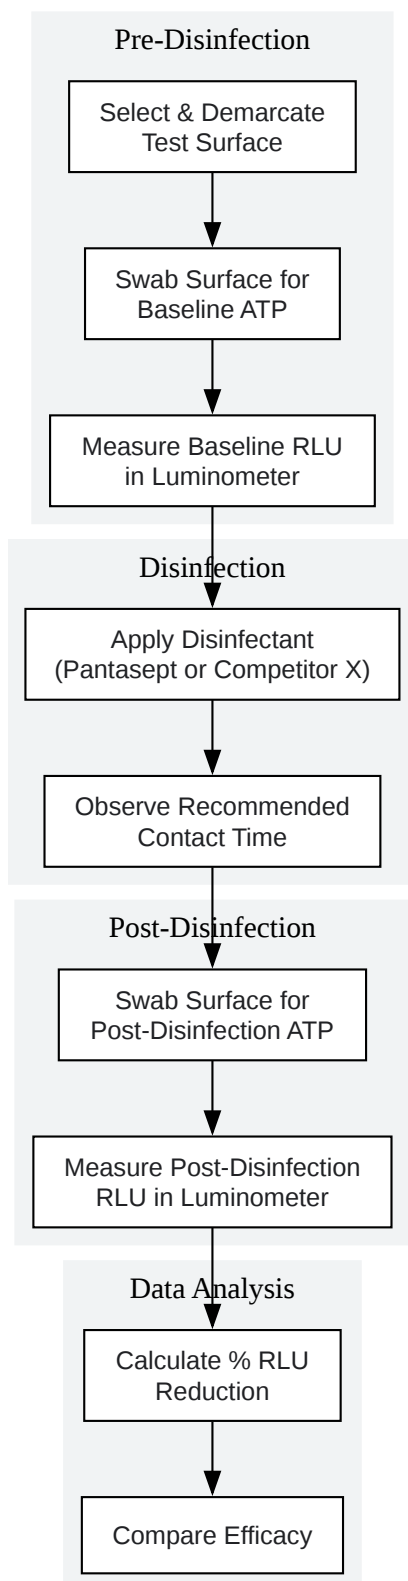 Pre-Disinfection
Select & Demarcate
Test Surface
Swab Surface for
Baseline ATP
Measure Baseline RLU
in Luminometer
Disinfection
Apply Disinfectant
(Pantasept or Competitor X)
Observe Recommended
Contact Time
Post-Disinfection
Swab Surface for
Post-Disinfection ATP
Measure Post-Disinfection
RLU in Luminometer
Data Analysis
Calculate % RLU
Reduction
Compare Efficacy